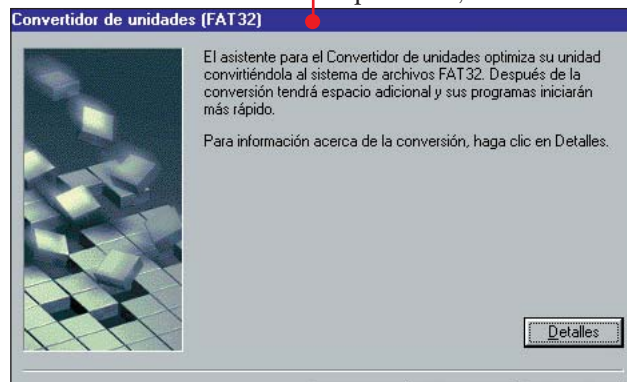 Convertidor de unidades (FAT32)
El asistente para el Convertidor de unidades optimiza su unidad
convirtiéndola al sistema de archivos FAT32. Después de la
conversión tendrá espacio adicional y sus programas iniciarán
más rápido.
Para información acerca de la conversión, haga clic en Detalles.
Detalles